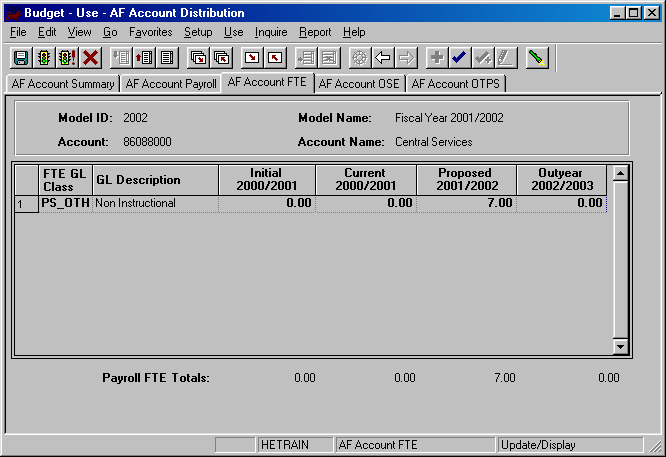 Budget - Use - AF Account Distribution
File Edit View Go Favorites Setup Use Inquire Report Help
AF Account Summary AF Account Payroll AF Account FTE AF Account OSE AF Account OTPS
Model ID: 2002 Model Name: Fiscal Year 2001/2002
Account: 86088000 Account Name: Central Services
FTE GL Class GL Description Initial 2000/2001 Current 2000/2001 Proposed 2001/2002 Outyear 2002/2003
1 PS_OTH Non Instructional 0.00 0.00 7.00 0.00
Payroll FTE Totals: 0.00 0.00 7.00 0.00
HETRAIN AF Account FTE Update/Display